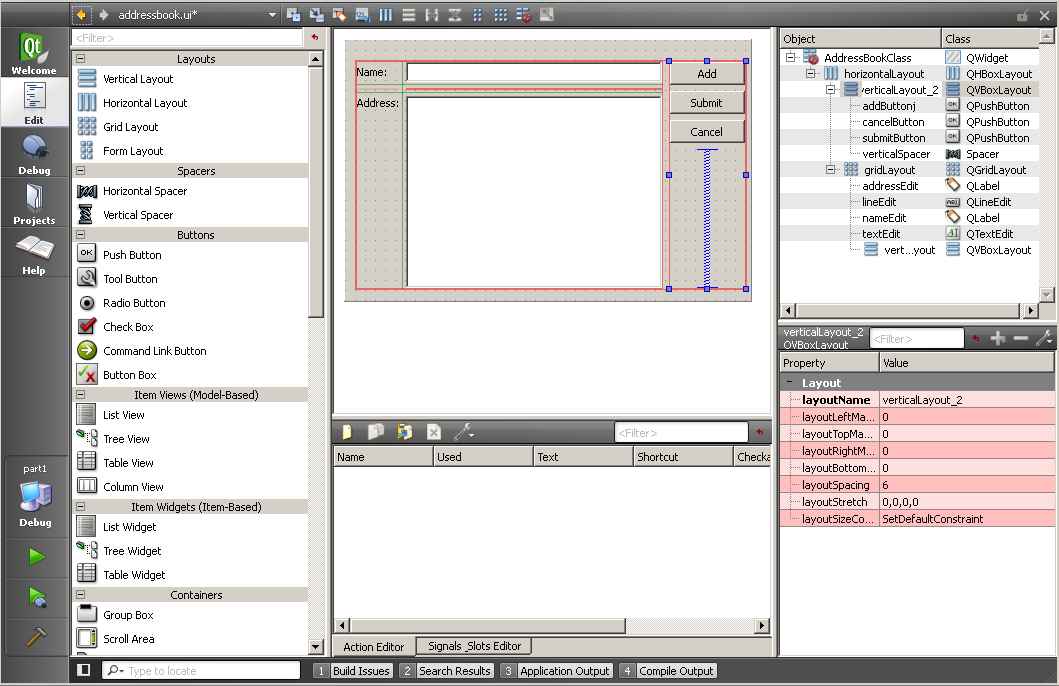 addressbook.ui*
Welcome
Edit
Debug
Projects
Help
part1
Debug
<Filter>
Layouts
Vertical Layout
Horizontal Layout
Grid Layout
Form Layout
Spacers
Horizontal Spacer
Vertical Spacer
Buttons
OK Push Button
Tool Button
Radio Button
Check Box
Command Link Button
Button Box
Item Views (Model-Based)
List View
Tree View
Table View
Column View
Item Widgets (Item-Based)
List Widget
Tree Widget
Table Widget
Containers
Group Box
Scroll Area
Name:
Address:
Add
Submit
Cancel
<Filter>
Name Used Text Shortcut Checka
Action Editor Signals _Slots Editor
Object Class
AddressBookClass QWidget
horizontalLayout QHBoxLayout
verticalLayout_2 QVBoxLayout
addButtonj OK QPushButton
cancelButton OK QPushButton
submitButton OK QPushButton
verticalSpacer Spacer
gridLayout QGridLayout
addressEdit QLabel
lineEdit QLineEdit
nameEdit QLabel
textEdit AI QTextEdit
vert...yout QVBoxLayout
verticalLayout_2
QVBoxLayout
<Filter>
Property Value
Layout
layoutName verticalLayout_2
layoutLeftMa... 0
layoutTopMa... 0
layoutRightM... 0
layoutBottom... 0
layoutSpacing 6
layoutStretch 0,0,0,0
layoutSizeCo... SetDefaultConstraint
Type to locate
1 Build Issues 2 Search Results 3 Application Output 4 Compile Output